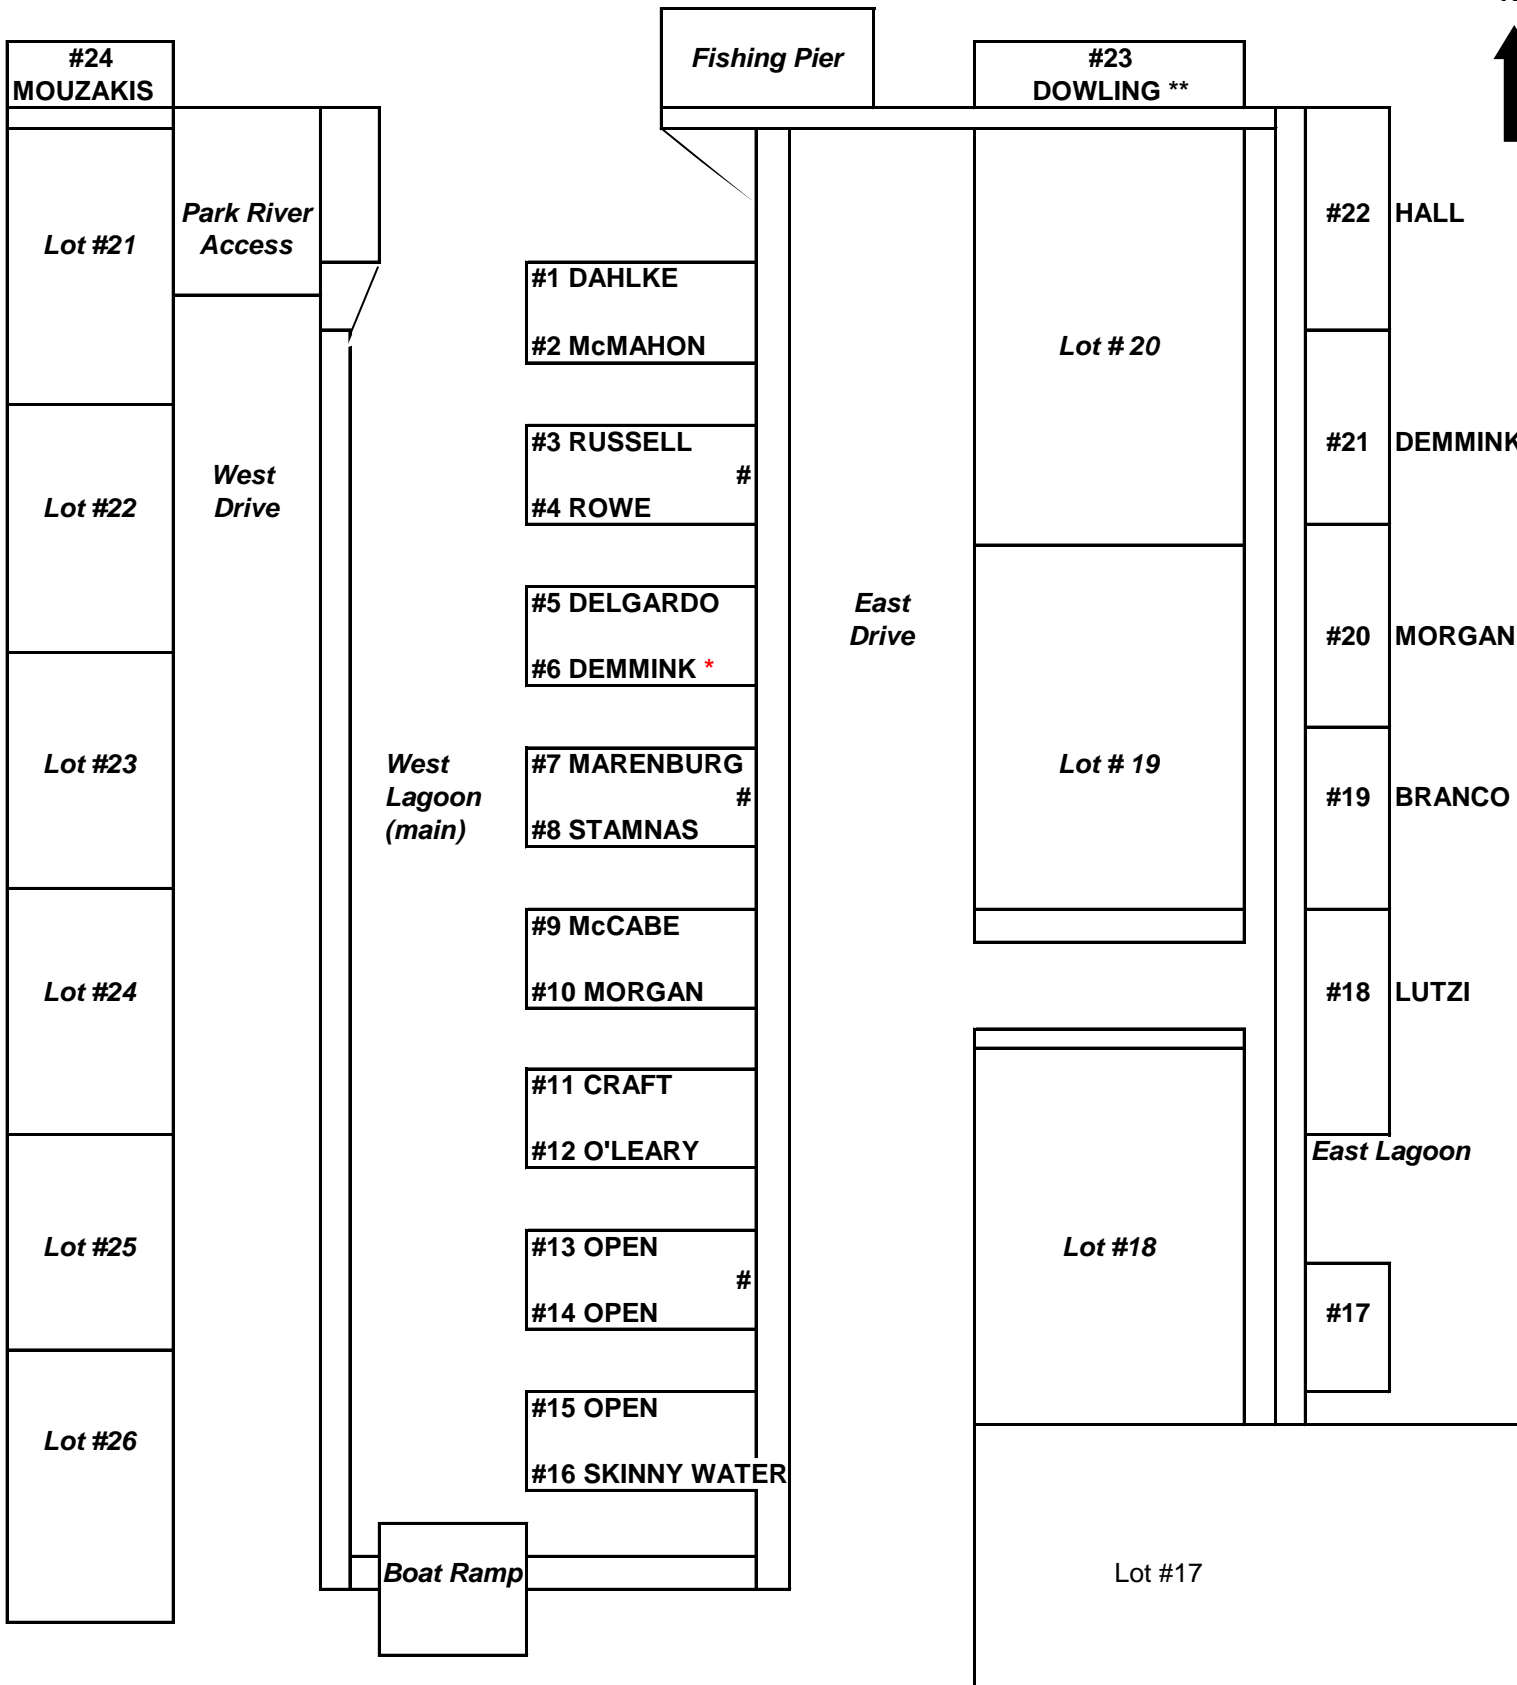 #24
MOUZAKIS
Fishing Pier
#23
DOWLING **
Park River
Access
Lot #21
#22 HALL
#1 DAHLKE
#2 McMAHON
Lot # 20
#3 RUSSELL
#
#4 ROWE
#21 DEMMINK
West
Drive
Lot #22
#5 DELGARDO
#6 DEMMINK *
East
Drive
#20 MORGAN
Lot #23
West
Lagoon
(main)
#7 MARENBURG
#
#8 STAMNAS
Lot # 19
#19 BRANCO
#9 McCABE
#10 MORGAN
Lot #24
#18 LUTZI
#11 CRAFT
#12 O'LEARY
East Lagoon
Lot #25
#13 OPEN
#
#14 OPEN
Lot #18
#17
#15 OPEN
#16 SKINNY WATER
Lot #26
Boat Ramp
Lot #17